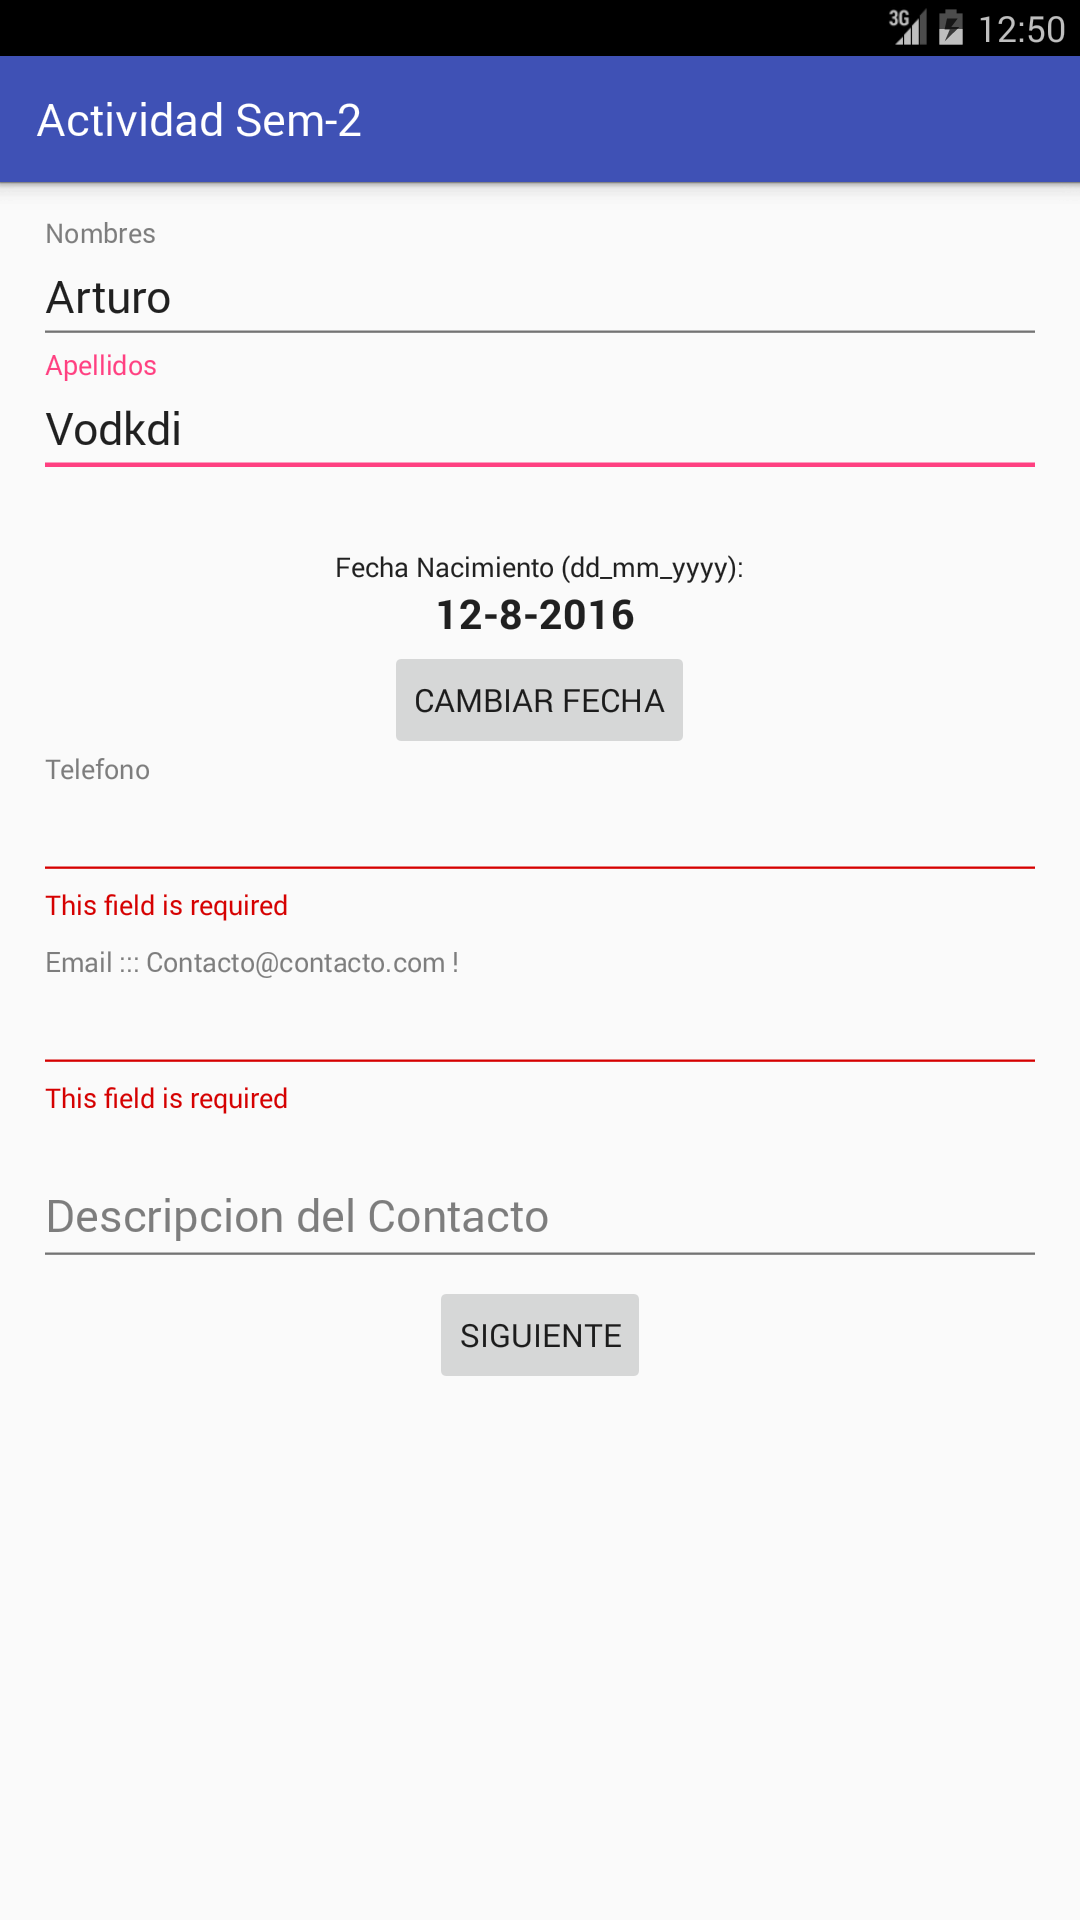 3G 12:50
Actividad Sem-2
Nombres
Arturo
Apellidos
Vodkdi
Fecha Nacimiento (dd_mm_yyyy):
12-8-2016
CAMBIAR FECHA
Telefono
This field is required
Email ::: Contacto@contacto.com !
This field is required
Descripcion del Contacto
SIGUIENTE